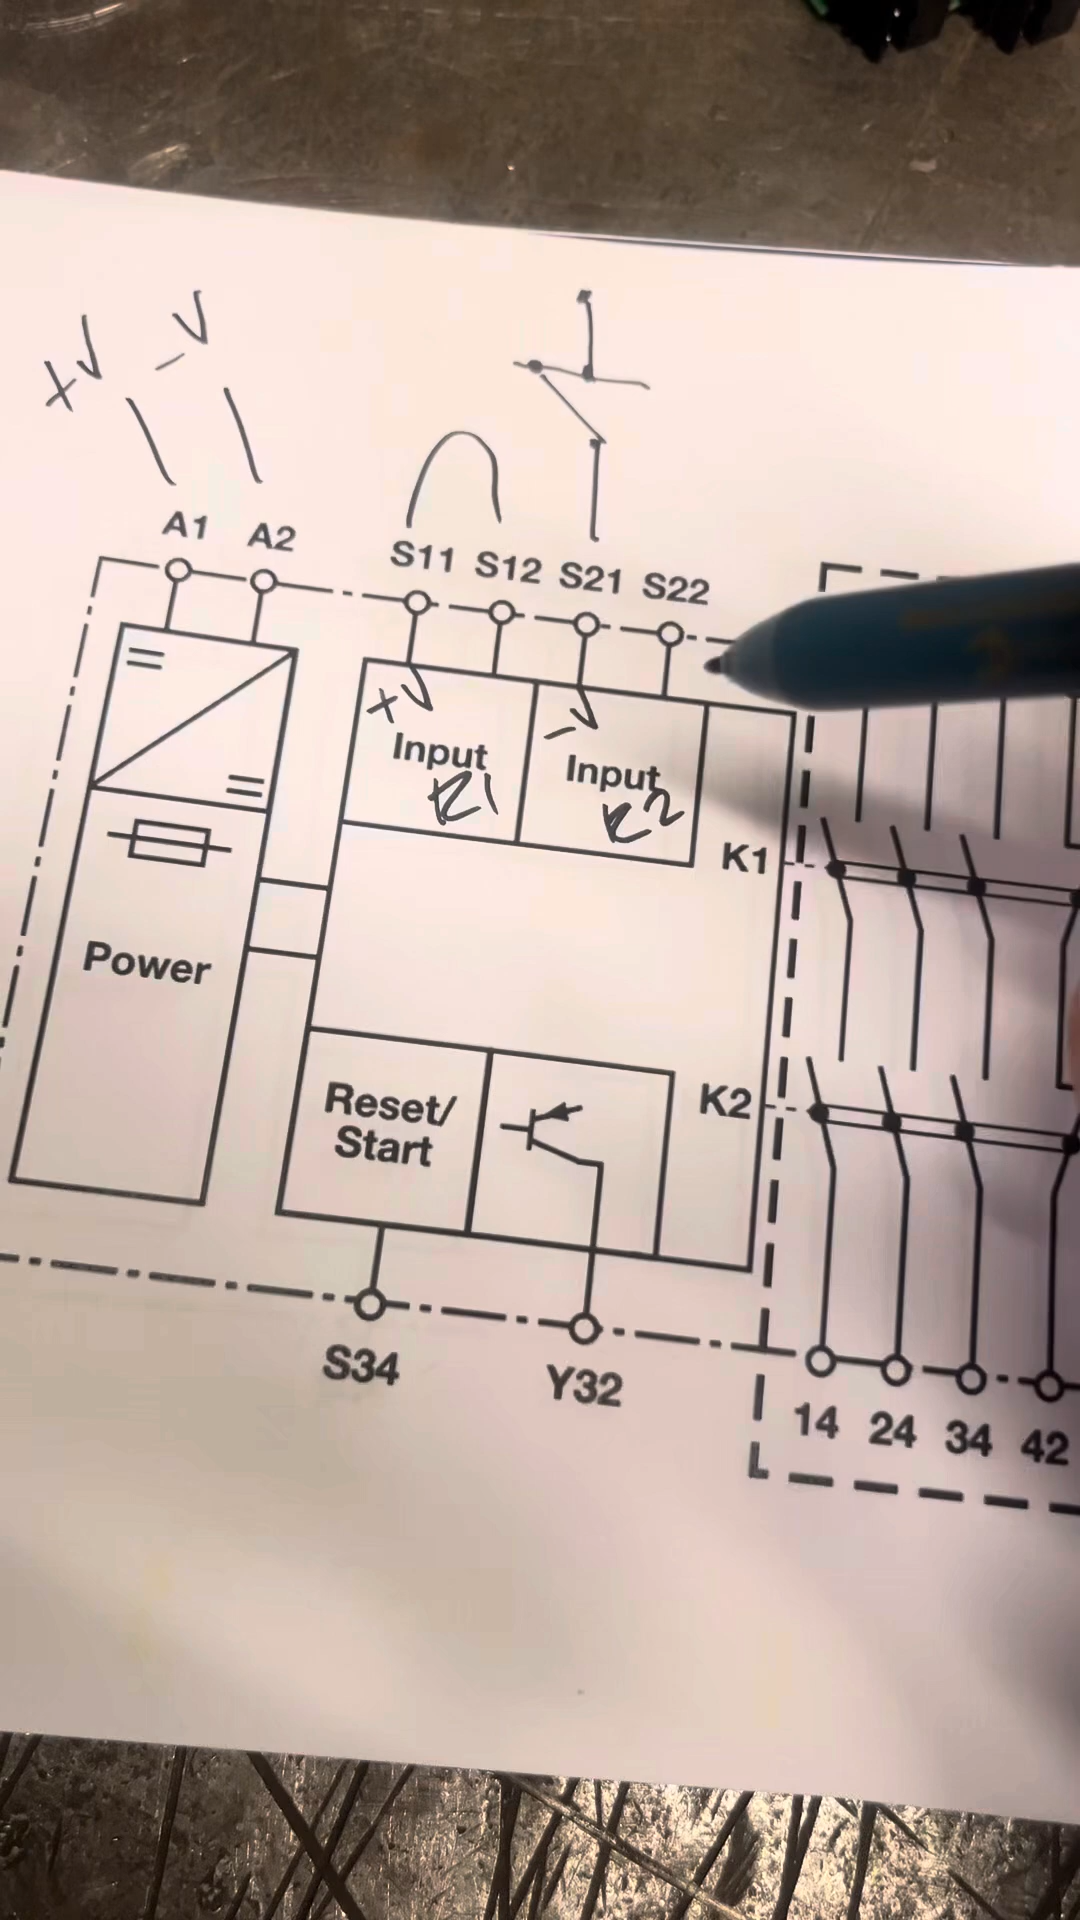 +V -V
A1 A2 S11 S12 S21 S22
+V -V
Input Input
K1 K2
K1
Power
K2
Reset/
Start
S34 Y32
14 24 34 42